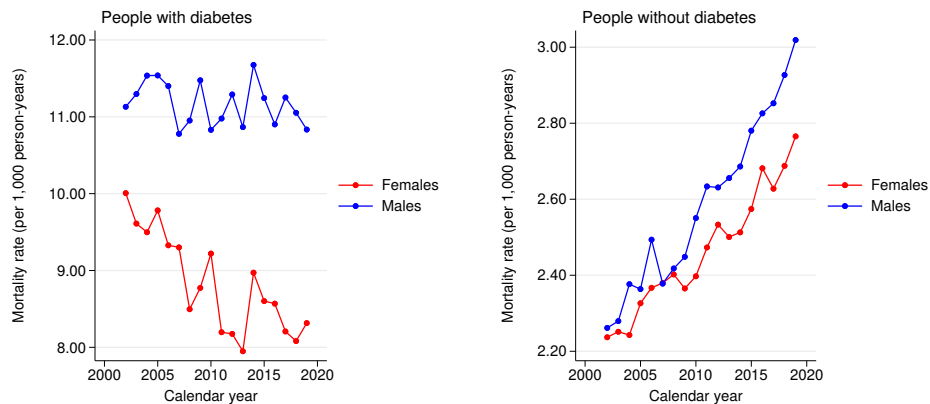 People with diabetes
12.00
11.00
10.00
9.00
8.00
Mortality rate (per 1,000 person-years)
2000 2005 2010 2015 2020
Calendar year
Females
Males
People without diabetes
3.00
2.80
2.60
2.40
2.20
Mortality rate (per 1,000 person-years)
2000 2005 2010 2015 2020
Calendar year
Females
Males